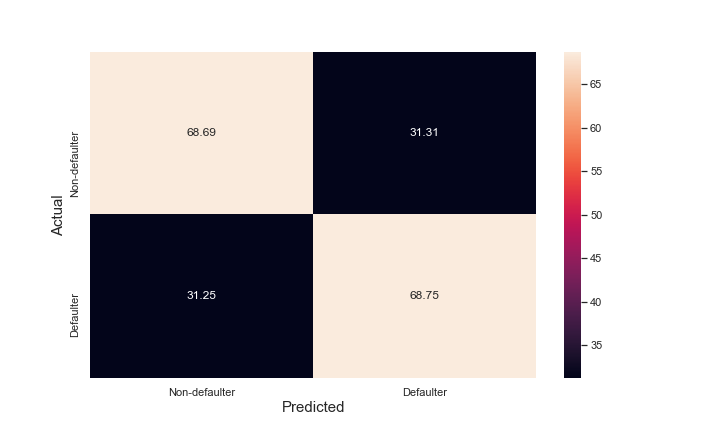 68.69
31.31
31.25
68.75
Actual
Non-defaulter
Defaulter
Non-defaulter
Defaulter
Predicted
65
60
55
50
45
40
35